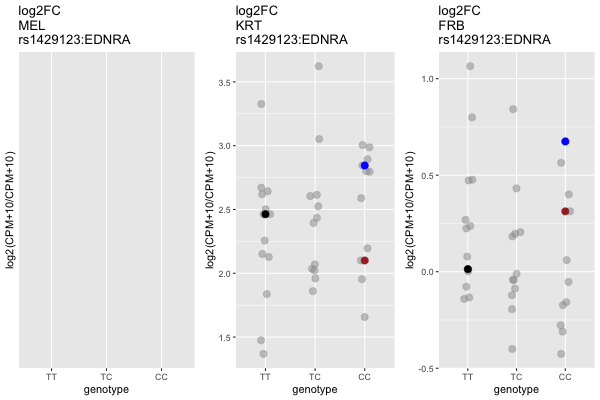 log2FC
MEL
rs1429123:EDNRA
log2(CPM+10/CPM+10)
TT TC CC
genotype
log2FC
KRT
rs1429123:EDNRA
log2(CPM+10/CPM+10)
3.5
3.0
2.5
2.0
1.5
TT TC CC
genotype
log2FC
FRB
rs1429123:EDNRA
log2(CPM+10/CPM+10)
1.0
0.5
0.0
-0.5
TT TC CC
genotype